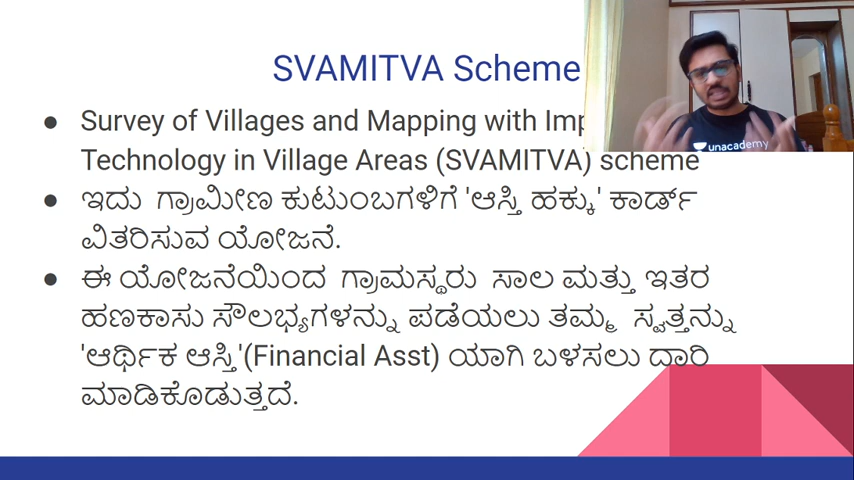 SVAMITVA Scheme
● Survey of Villages and Mapping with
Technology in Village Areas (SVAMITVA) scheme
● ಇದು ಗ್ರಾಮೀಣ ಕುಟುಂಬಗಳಿಗೆ 'ಆಸ್ತಿ ಹಕ್ಕು' ಕಾರ್ಡ್
ವಿತರಿಸುವ ಯೋಜನೆ.
● ಈ ಯೋಜನೆಯಿಂದ ಗ್ರಾಮಸ್ಥರು ಸಾಲ ಮತ್ತು ಇತರ
ಹಣಕಾಸು ಸೌಲಭ್ಯಗಳನ್ನು ಪಡೆಯಲು ತಮ್ಮ ಸ್ವತ್ತನ್ನು
'ಆರ್ಥಿಕ ಆಸ್ತಿ'(Financial Asst) ಯಾಗಿ ಬಳಸಲು ದಾರಿ
ಮಾಡಿಕೊಡುತ್ತದೆ.
unacademy